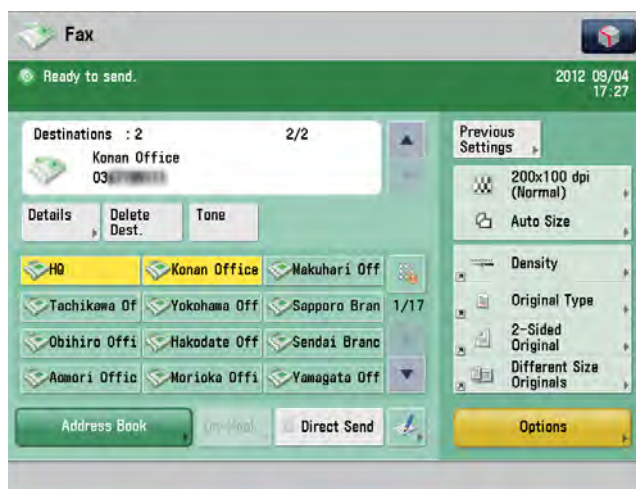 Fax
Ready to send.
2012 09/04
17:27
Destinations : 2
2/2
Konan Office
03
Details
Delete
Dest.
Tone
HQ
Konan Office
Makuhari Off
Tachikawa Of
Yokohama Off
Sapporo Bran
1/17
Obihiro Offi
Hakodate Off
Sendai Branc
Aomori Offic
Morioka Offi
Yamagata Off
Address Book
On-Hook
Direct Send
Previous
Settings
200x100 dpi
(Normal)
Auto Size
Density
Original Type
2-Sided
Original
Different Size
Originals
Options